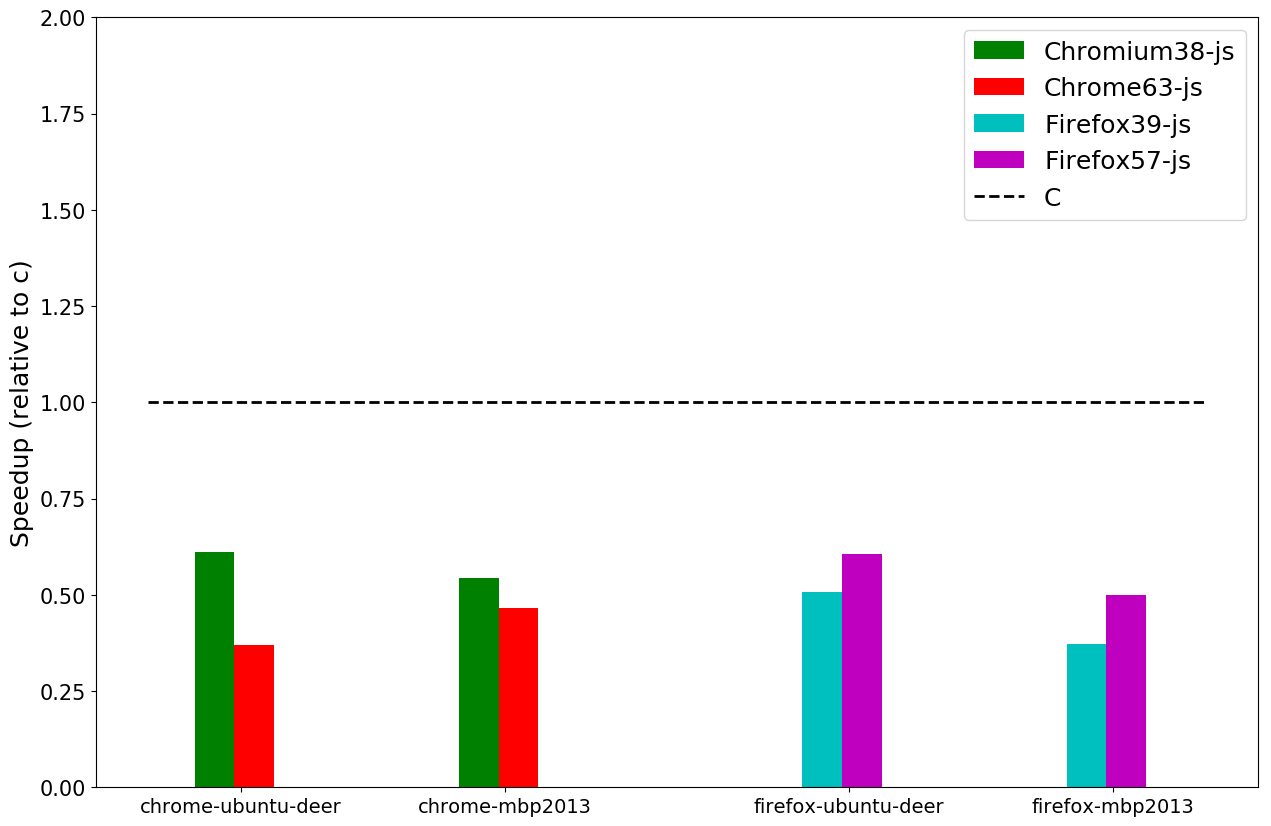 Speedup (relative to c)
2.00
1.75
1.50
1.25
1.00
0.75
0.50
0.25
0.00
Chromium38-js
Chrome63-js
Firefox39-js
Firefox57-js
C
chrome-ubuntu-deer
chrome-mbp2013
firefox-ubuntu-deer
firefox-mbp2013